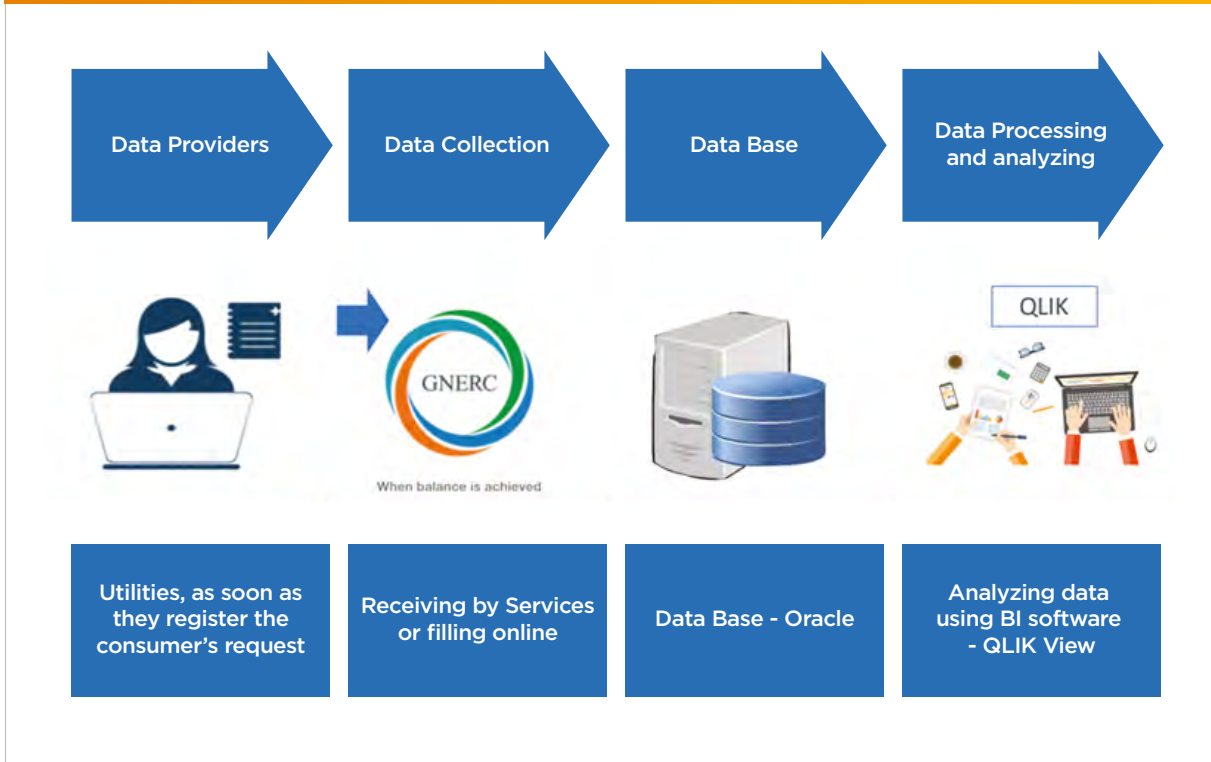 Data Providers
Data Collection
Data Base
Data Processing
and analyzing
GNERC
When balance is achieved
QLIK
Utilities, as soon as
they register the
consumer’s request
Receiving by Services
or filling online
Data Base - Oracle
Analyzing data
using BI software
- QLIK View